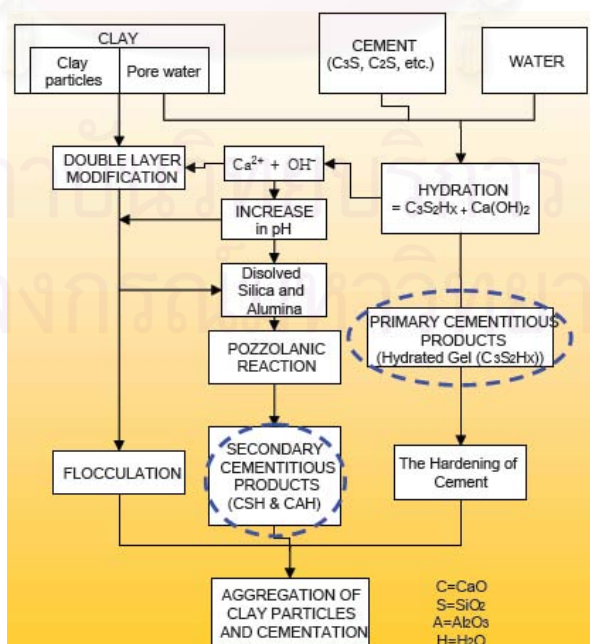 CLAY
Clay
particles
Pore water
CEMENT
(C3S, C2S, etc.)
WATER
DOUBLE LAYER
MODIFICATION
Ca²⁺ + OH⁻
HYDRATION
= C3S2Hx + Ca(OH)2
INCREASE
in pH
Disolved
Silica and
Alumina
PRIMARY CEMENTITIOUS
PRODUCTS
(Hydrated Gel (C3S2Hx))
POZZOLANIC
REACTION
FLOCCULATION
SECONDARY
CEMENTITIOUS
PRODUCTS
(CSH & CAH)
The Hardening of
Cement
AGGREGATION OF
CLAY PARTICLES
AND CEMENTATION
C=CaO
S=SiO2
A=Al2O3
H=H2O